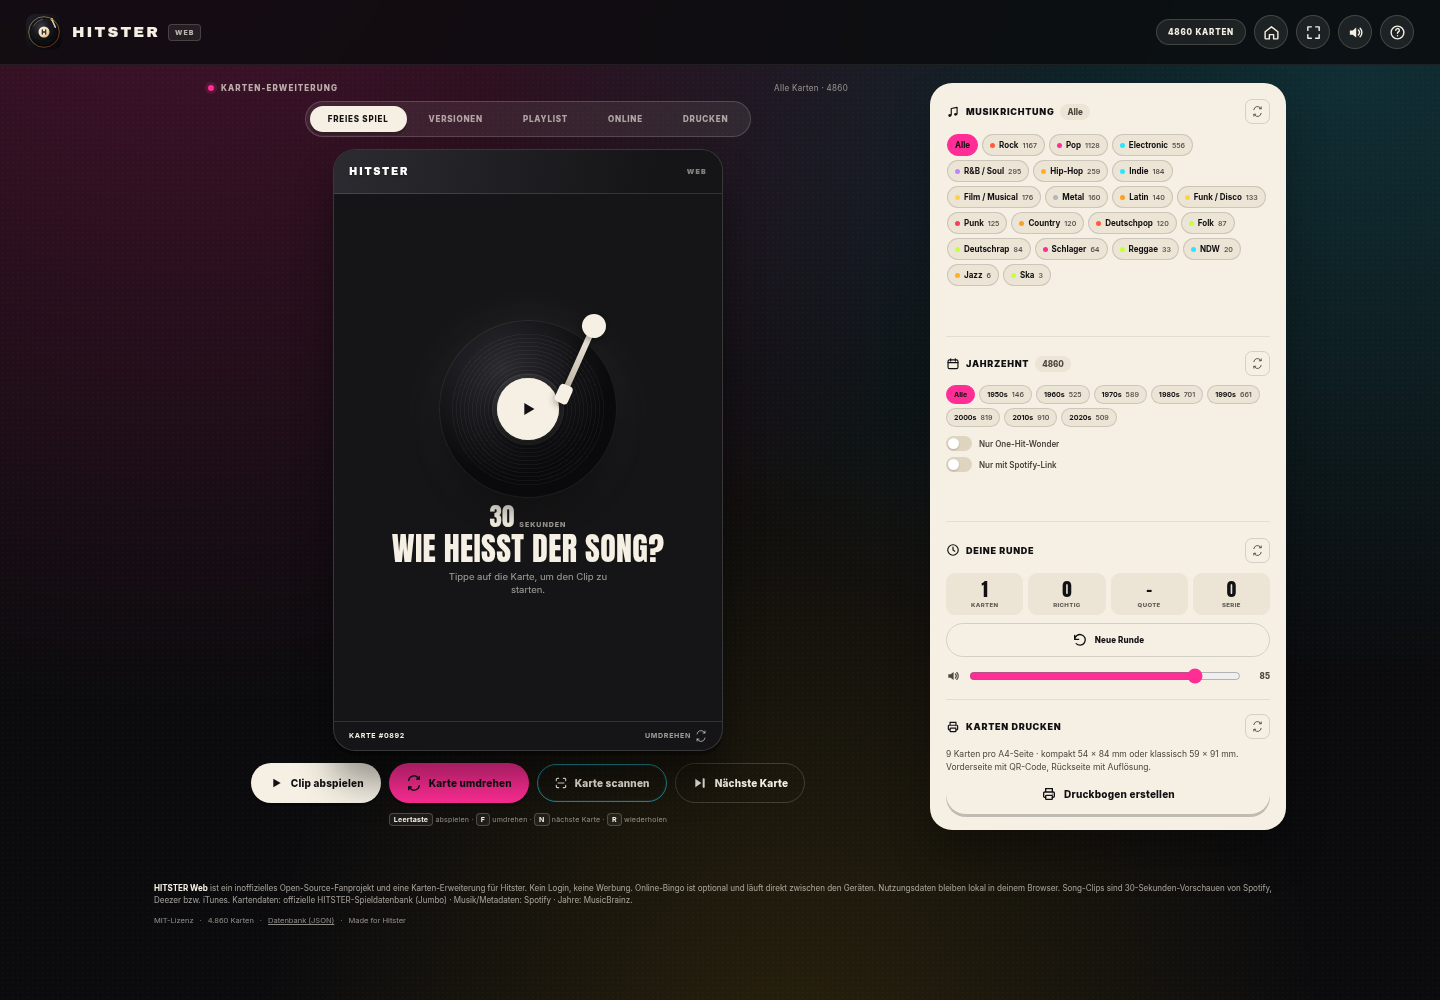 H HITSTER WEB
4860 KARTEN
KARTEN-ERWEITERUNG
Alle Karten · 4860
FREIES SPIEL VERSIONEN PLAYLIST ONLINE DRUCKEN
HITSTER WEB
30 SEKUNDEN
WIE HEISST DER SONG?
Tippe auf die Karte, um den Clip zu
starten.
KARTE #0892 UMDREHEN
Clip abspielen Karte umdrehen Karte scannen Nächste Karte
Leertaste abspielen · F umdrehen · N nächste Karte · R wiederholen
MUSIKRICHTUNG Alle
Alle Rock 1167 Pop 1128 Electronic 556
R&B / Soul 295 Hip-Hop 259 Indie 184
Film / Musical 176 Metal 160 Latin 140 Funk / Disco 133
Punk 125 Country 120 Deutschpop 120 Folk 87
Deutschrap 84 Schlager 64 Reggae 33 NDW 20
Jazz 6 Ska 3
JAHRZEHNT 4860
Alle 1950s 146 1960s 525 1970s 589 1980s 701 1990s 661
2000s 819 2010s 910 2020s 509
Nur One-Hit-Wonder
Nur mit Spotify-Link
DEINE RUNDE
1 0 - 0
KARTEN RICHTIG QUOTE SERIE
Neue Runde
85
KARTEN DRUCKEN
9 Karten pro A4-Seite · kompakt 54 × 84 mm oder klassisch 59 × 91 mm.
Vorderseite mit QR-Code, Rückseite mit Auflösung.
Druckbogen erstellen
HITSTER Web ist ein inoffizielles Open-Source-Fanprojekt und eine Karten-Erweiterung für Hitster. Kein Login, keine Werbung. Online-Bingo ist optional und läuft direkt zwischen den Geräten. Nutzungsdaten bleiben lokal in deinem Browser. Song-Clips sind 30-Sekunden-Vorschauen von Spotify,
Deezer bzw. iTunes. Kartendaten: offizielle HITSTER-Spieldatenbank (Jumbo) · Musik/Metadaten: Spotify · Jahre: MusicBrainz.
MIT-Lizenz · 4.860 Karten · Datenbank (JSON) · Made for Hitster